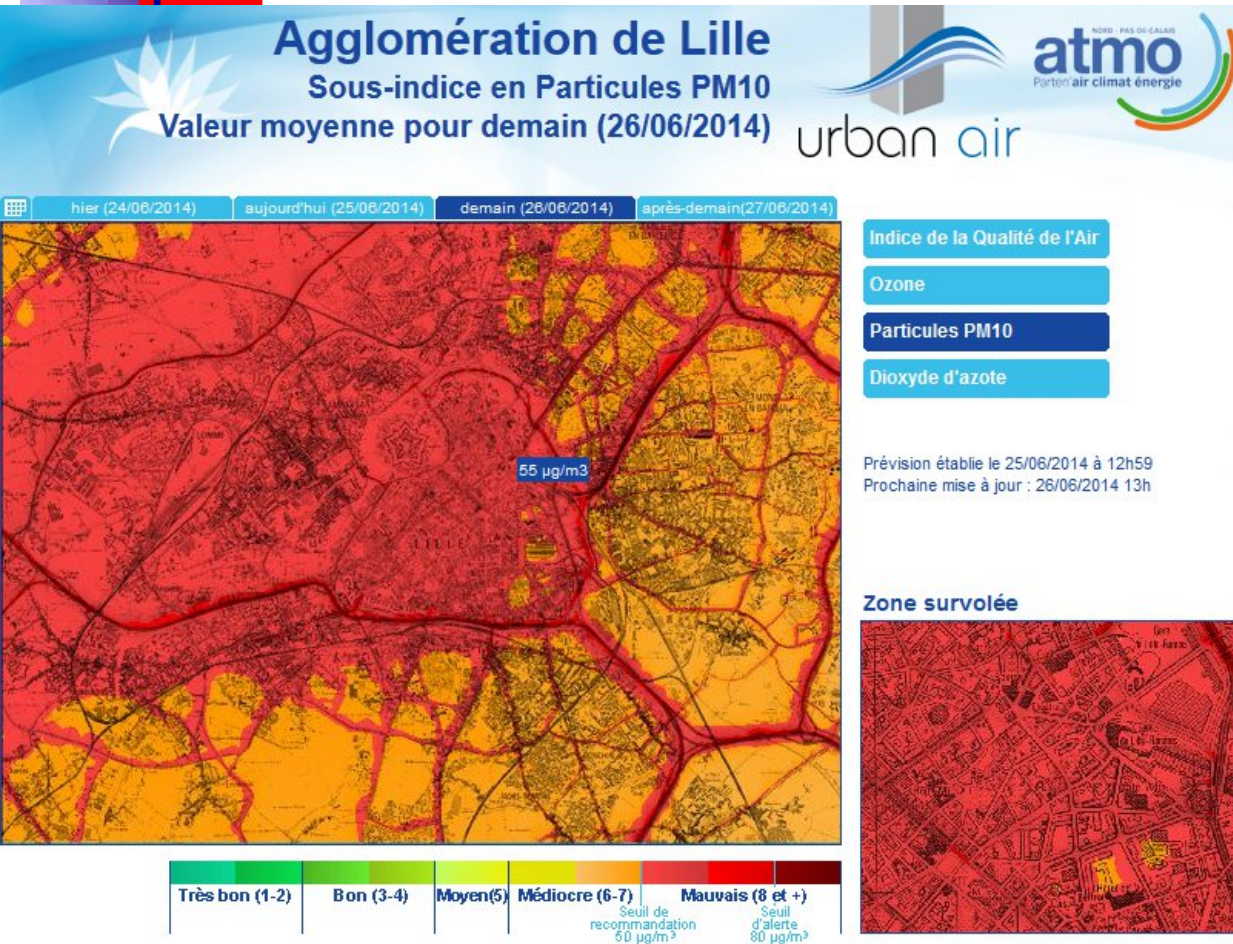 Agglomération de Lille
Sous-indice en Particules PM10
Valeur moyenne pour demain (26/06/2014)
urban air
NORD - PAS-DE-CALAIS
atmo
Parten'air climat énergie
hier (24/06/2014)
aujourd'hui (25/06/2014)
demain (26/06/2014)
après-demain(27/06/2014)
Indice de la Qualité de l'Air
Ozone
Particules PM10
Dioxyde d'azote
55 µg/m3
LILLE
Prévision établie le 25/06/2014 à 12h59
Prochaine mise à jour : 26/06/2014 13h
Zone survolée
Très bon (1-2)
Bon (3-4)
Moyen(5)
Médiocre (6-7)
Mauvais (8 et +)
Seuil de
recommandation
50 µg/m³
Seuil
d'alerte
80 µg/m³